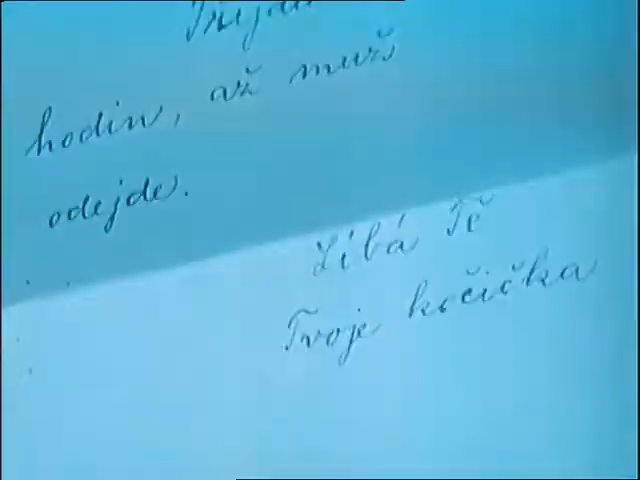 hodin, až muž
odejde.
Líbá Tě
Tvoje kočička